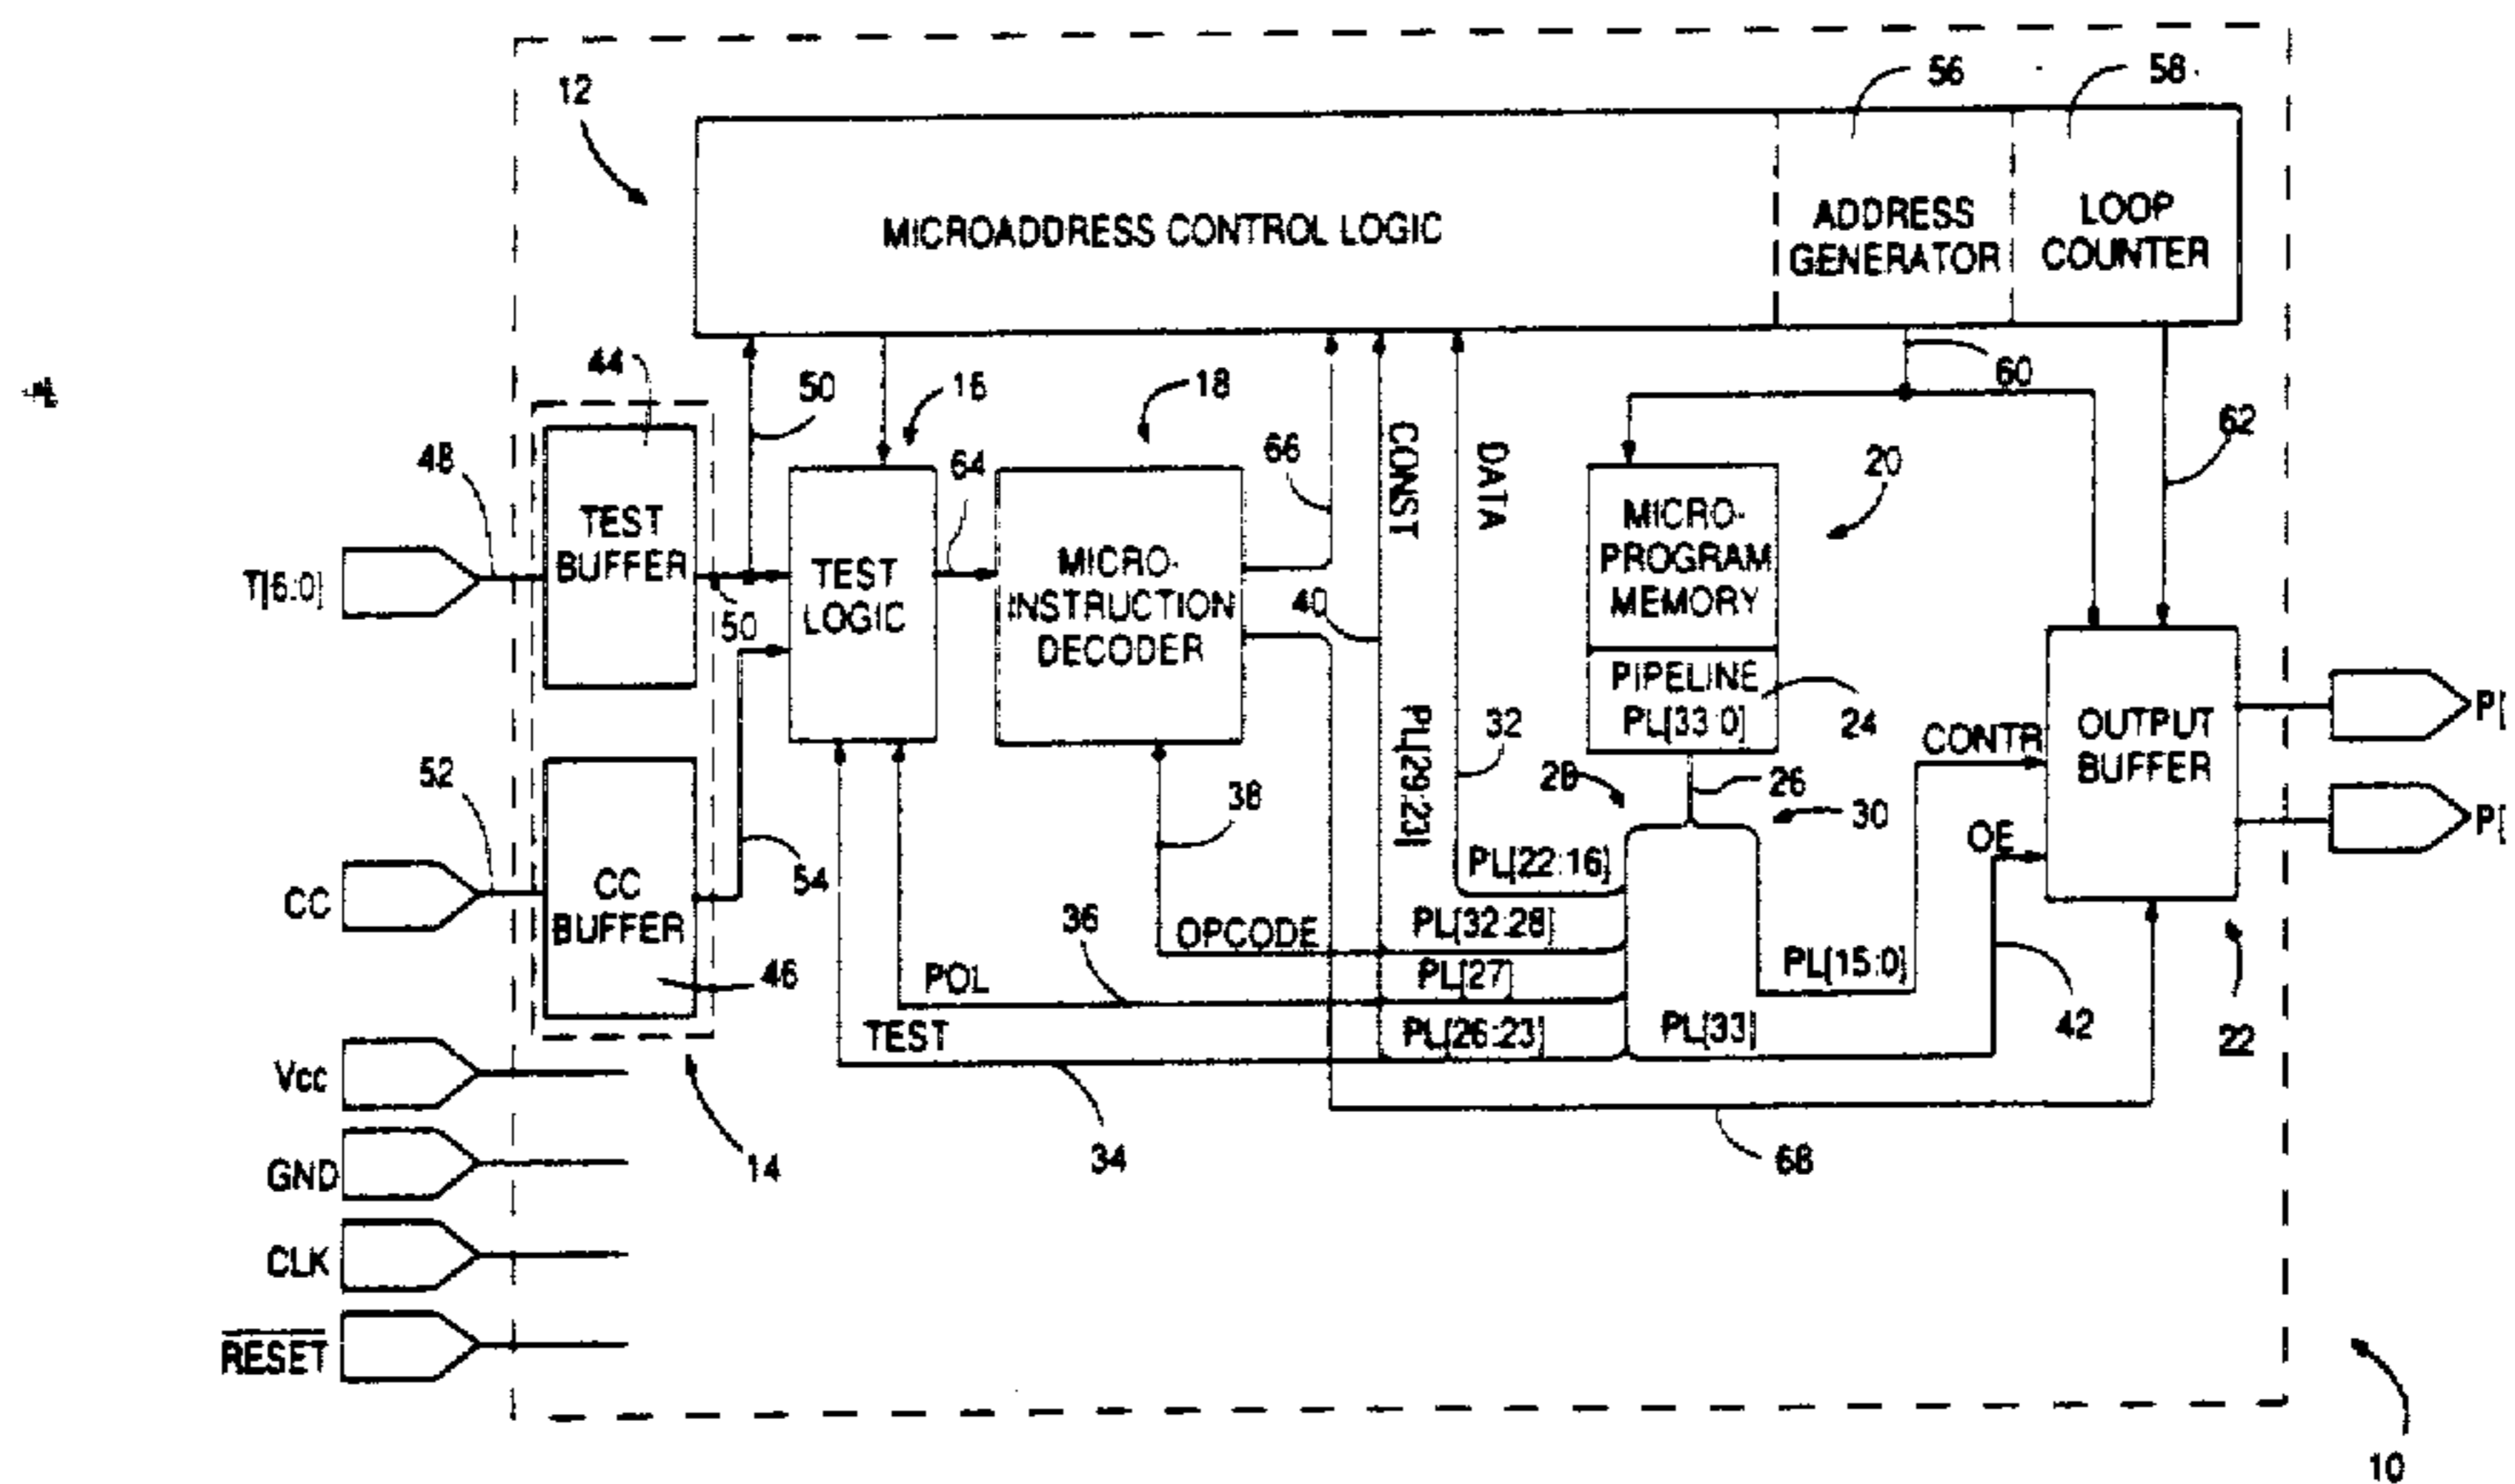 12
56
58
MICROADDRESS CONTROL LOGIC
ADDRESS
GENERATOR
LOOP
COUNTER
44
50
16
18
60
62
48
TEST
BUFFER
T[6:0]
50
TEST
LOGIC
64
MICRO-
INSTRUCTION
DECODER
66
CONST
DATA
40
20
MICRO-
PROGRAM
MEMORY
PIPELINE
PL[33:0]
24
PL[29:23]
32
28
26
30
CONTR
OE
OUTPUT
BUFFER
P[
P[
52
CC
CC
BUFFER
54
46
38
PL[22:16]
OPCODE
PL[32:28]
36
POL
PL[27]
TEST
PL[26:23]
PL[15:0]
PL[33]
42
22
Vcc
14
34
68
GND
CLK
RESET
10